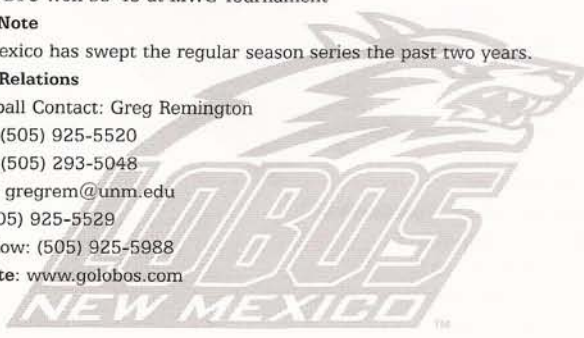 Note
exico has swept the regular season series the past two years.
Relations
ball Contact: Greg Remington
(505) 925-5520
(505) 293-5048
gregrem@unm.edu
05) 925-5529
ow: (505) 925-5988
te: www.golobos.com
LOBOS
NEW MEXICO
TM